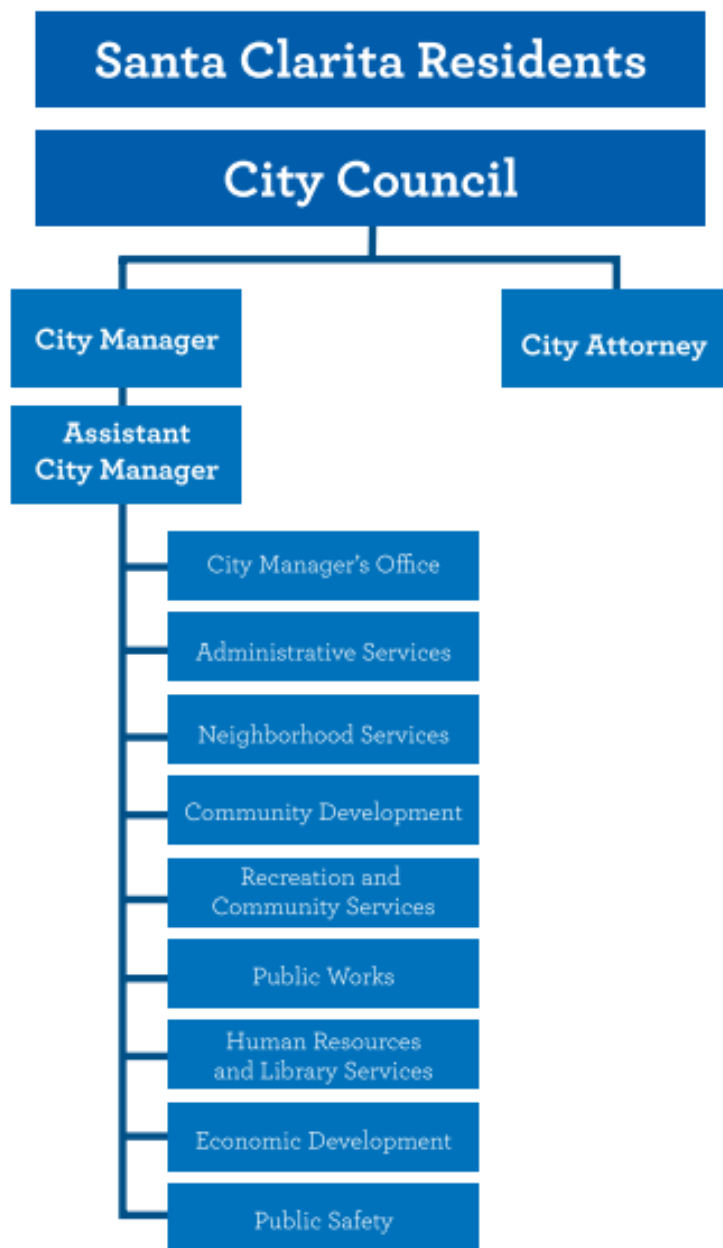 Santa Clarita Residents
City Council
City Manager
City Attorney
Assistant
City Manager
City Manager’s Office
Administrative Services
Neighborhood Services
Community Development
Recreation and
Community Services
Public Works
Human Resources
and Library Services
Economic Development
Public Safety